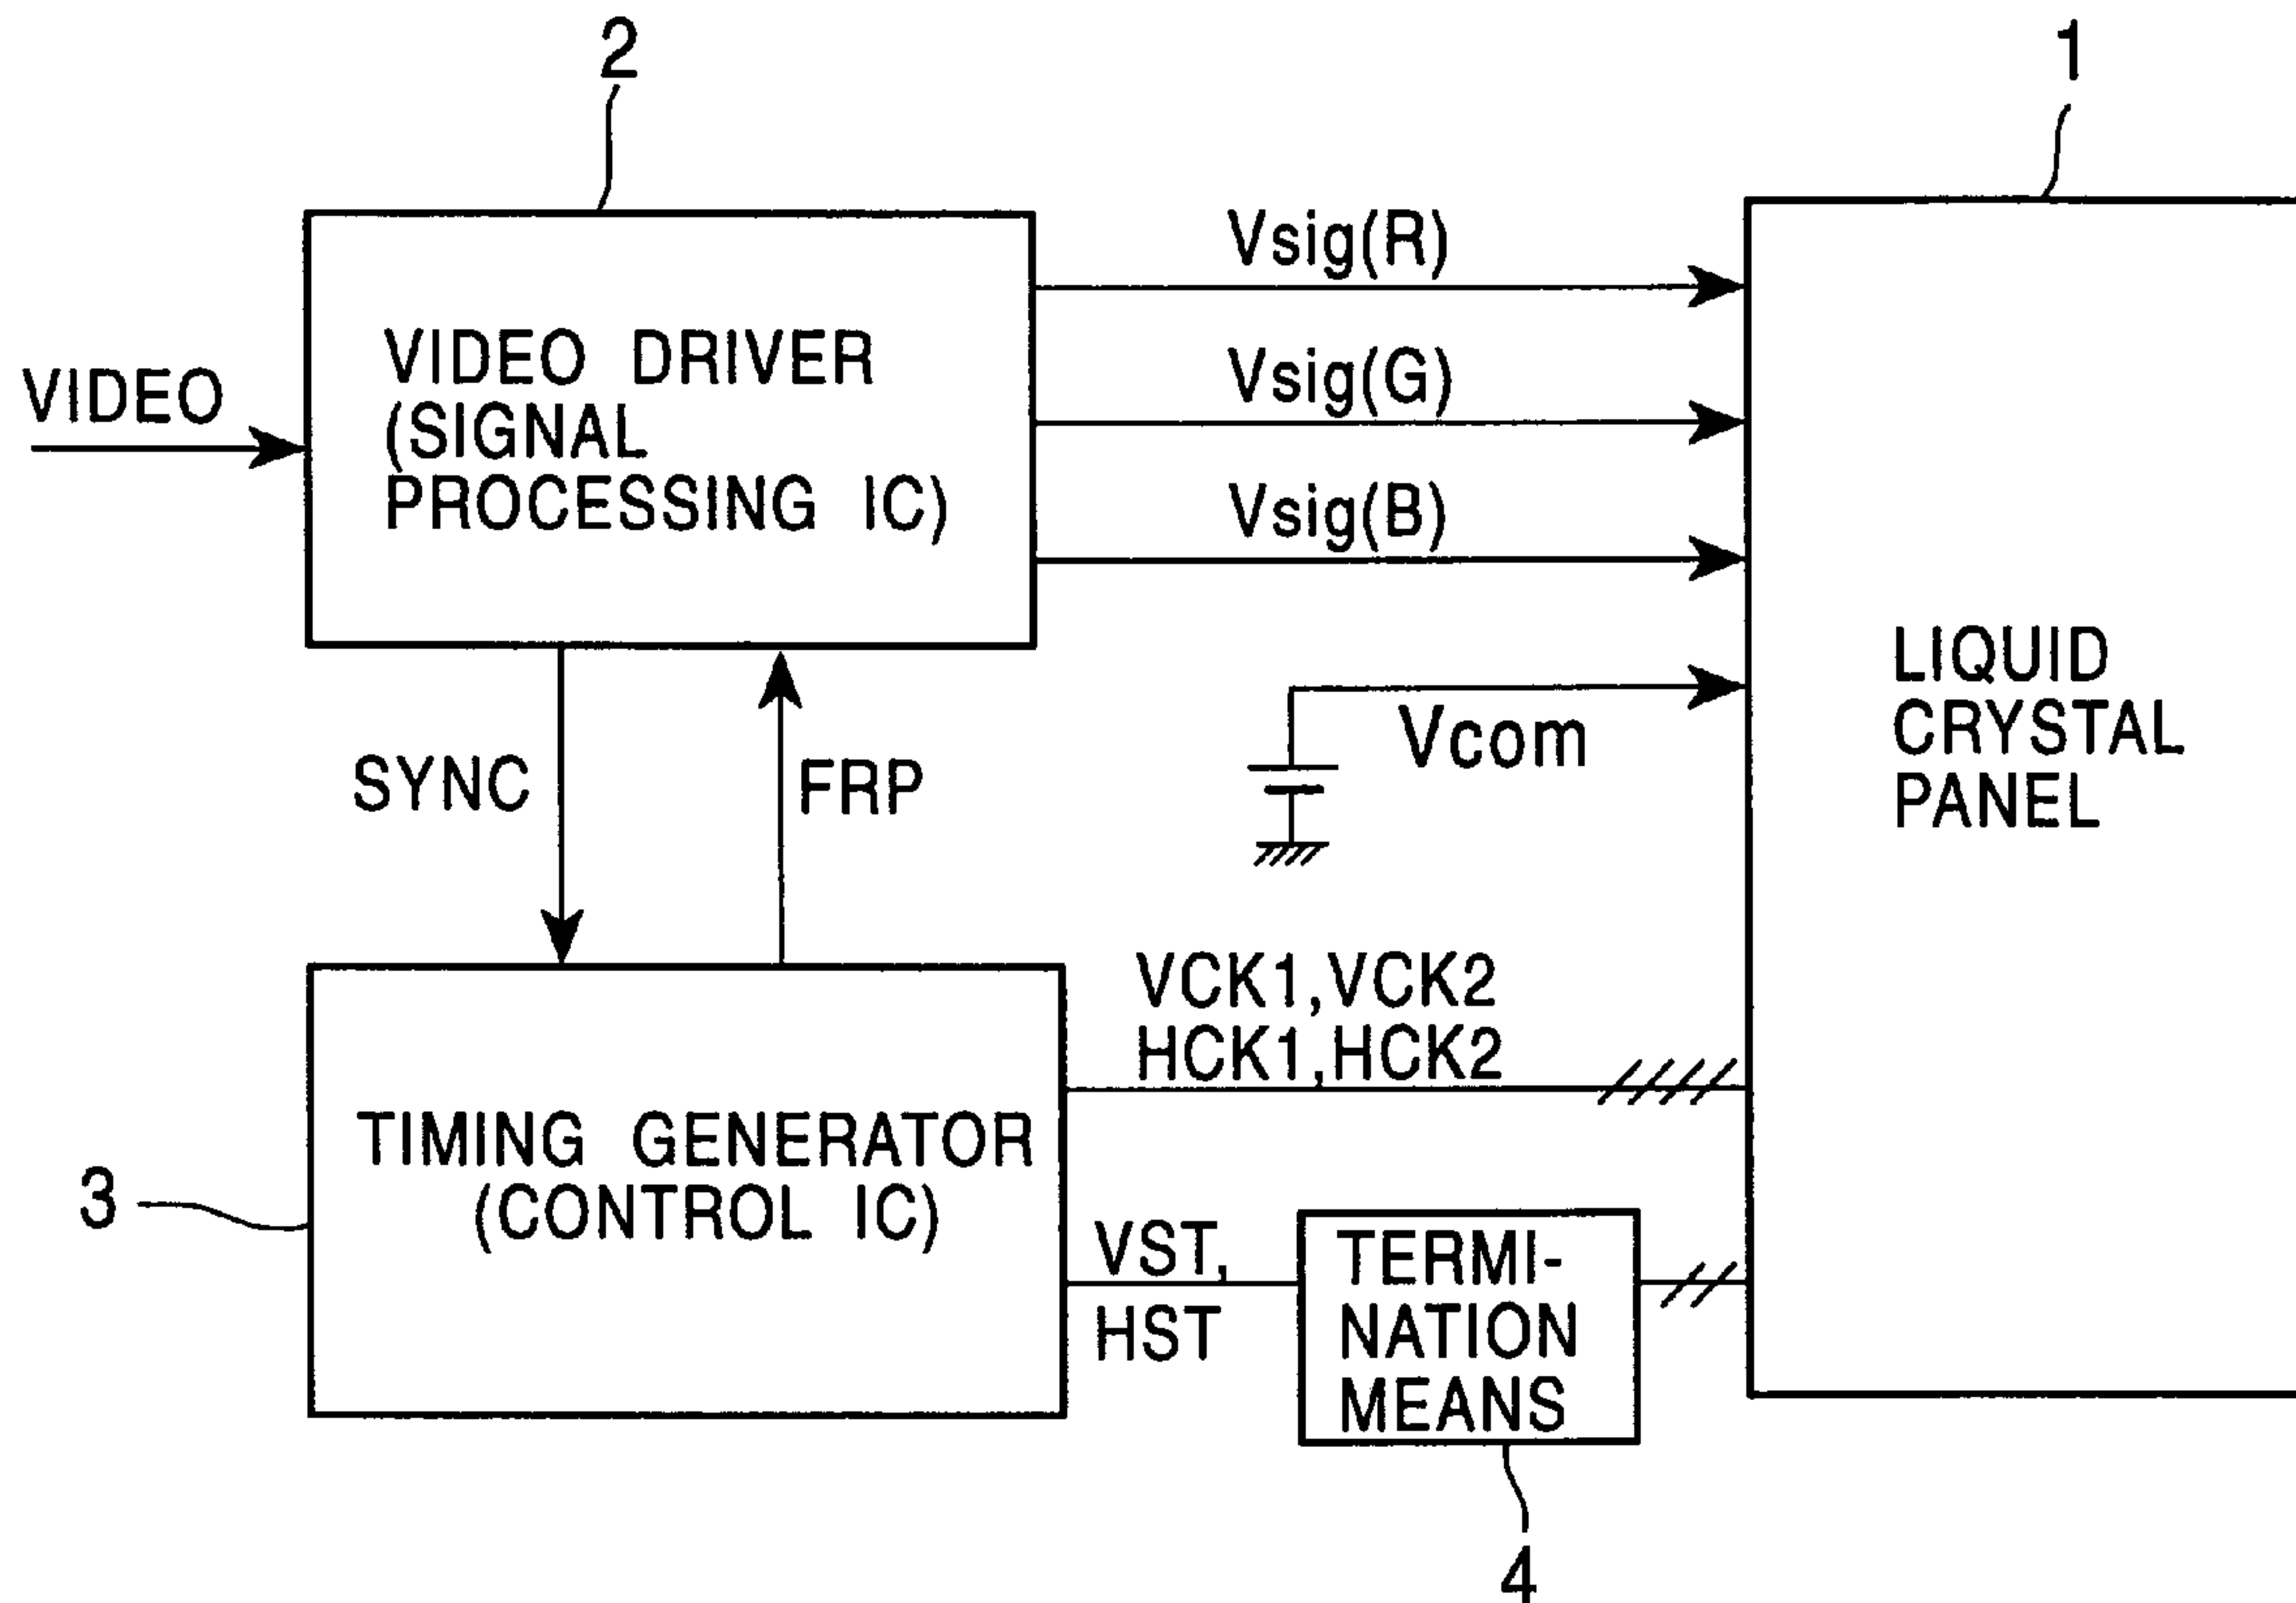 2
1
VIDEO
VIDEO DRIVER
(SIGNAL
PROCESSING IC)
Vsig(R)
Vsig(G)
Vsig(B)
Vcom
LIQUID
CRYSTAL
PANEL
SYNC
FRP
VCK1,VCK2
HCK1,HCK2
3
TIMING GENERATOR
(CONTROL IC)
VST,
HST
TERMI-
NATION
MEANS
4